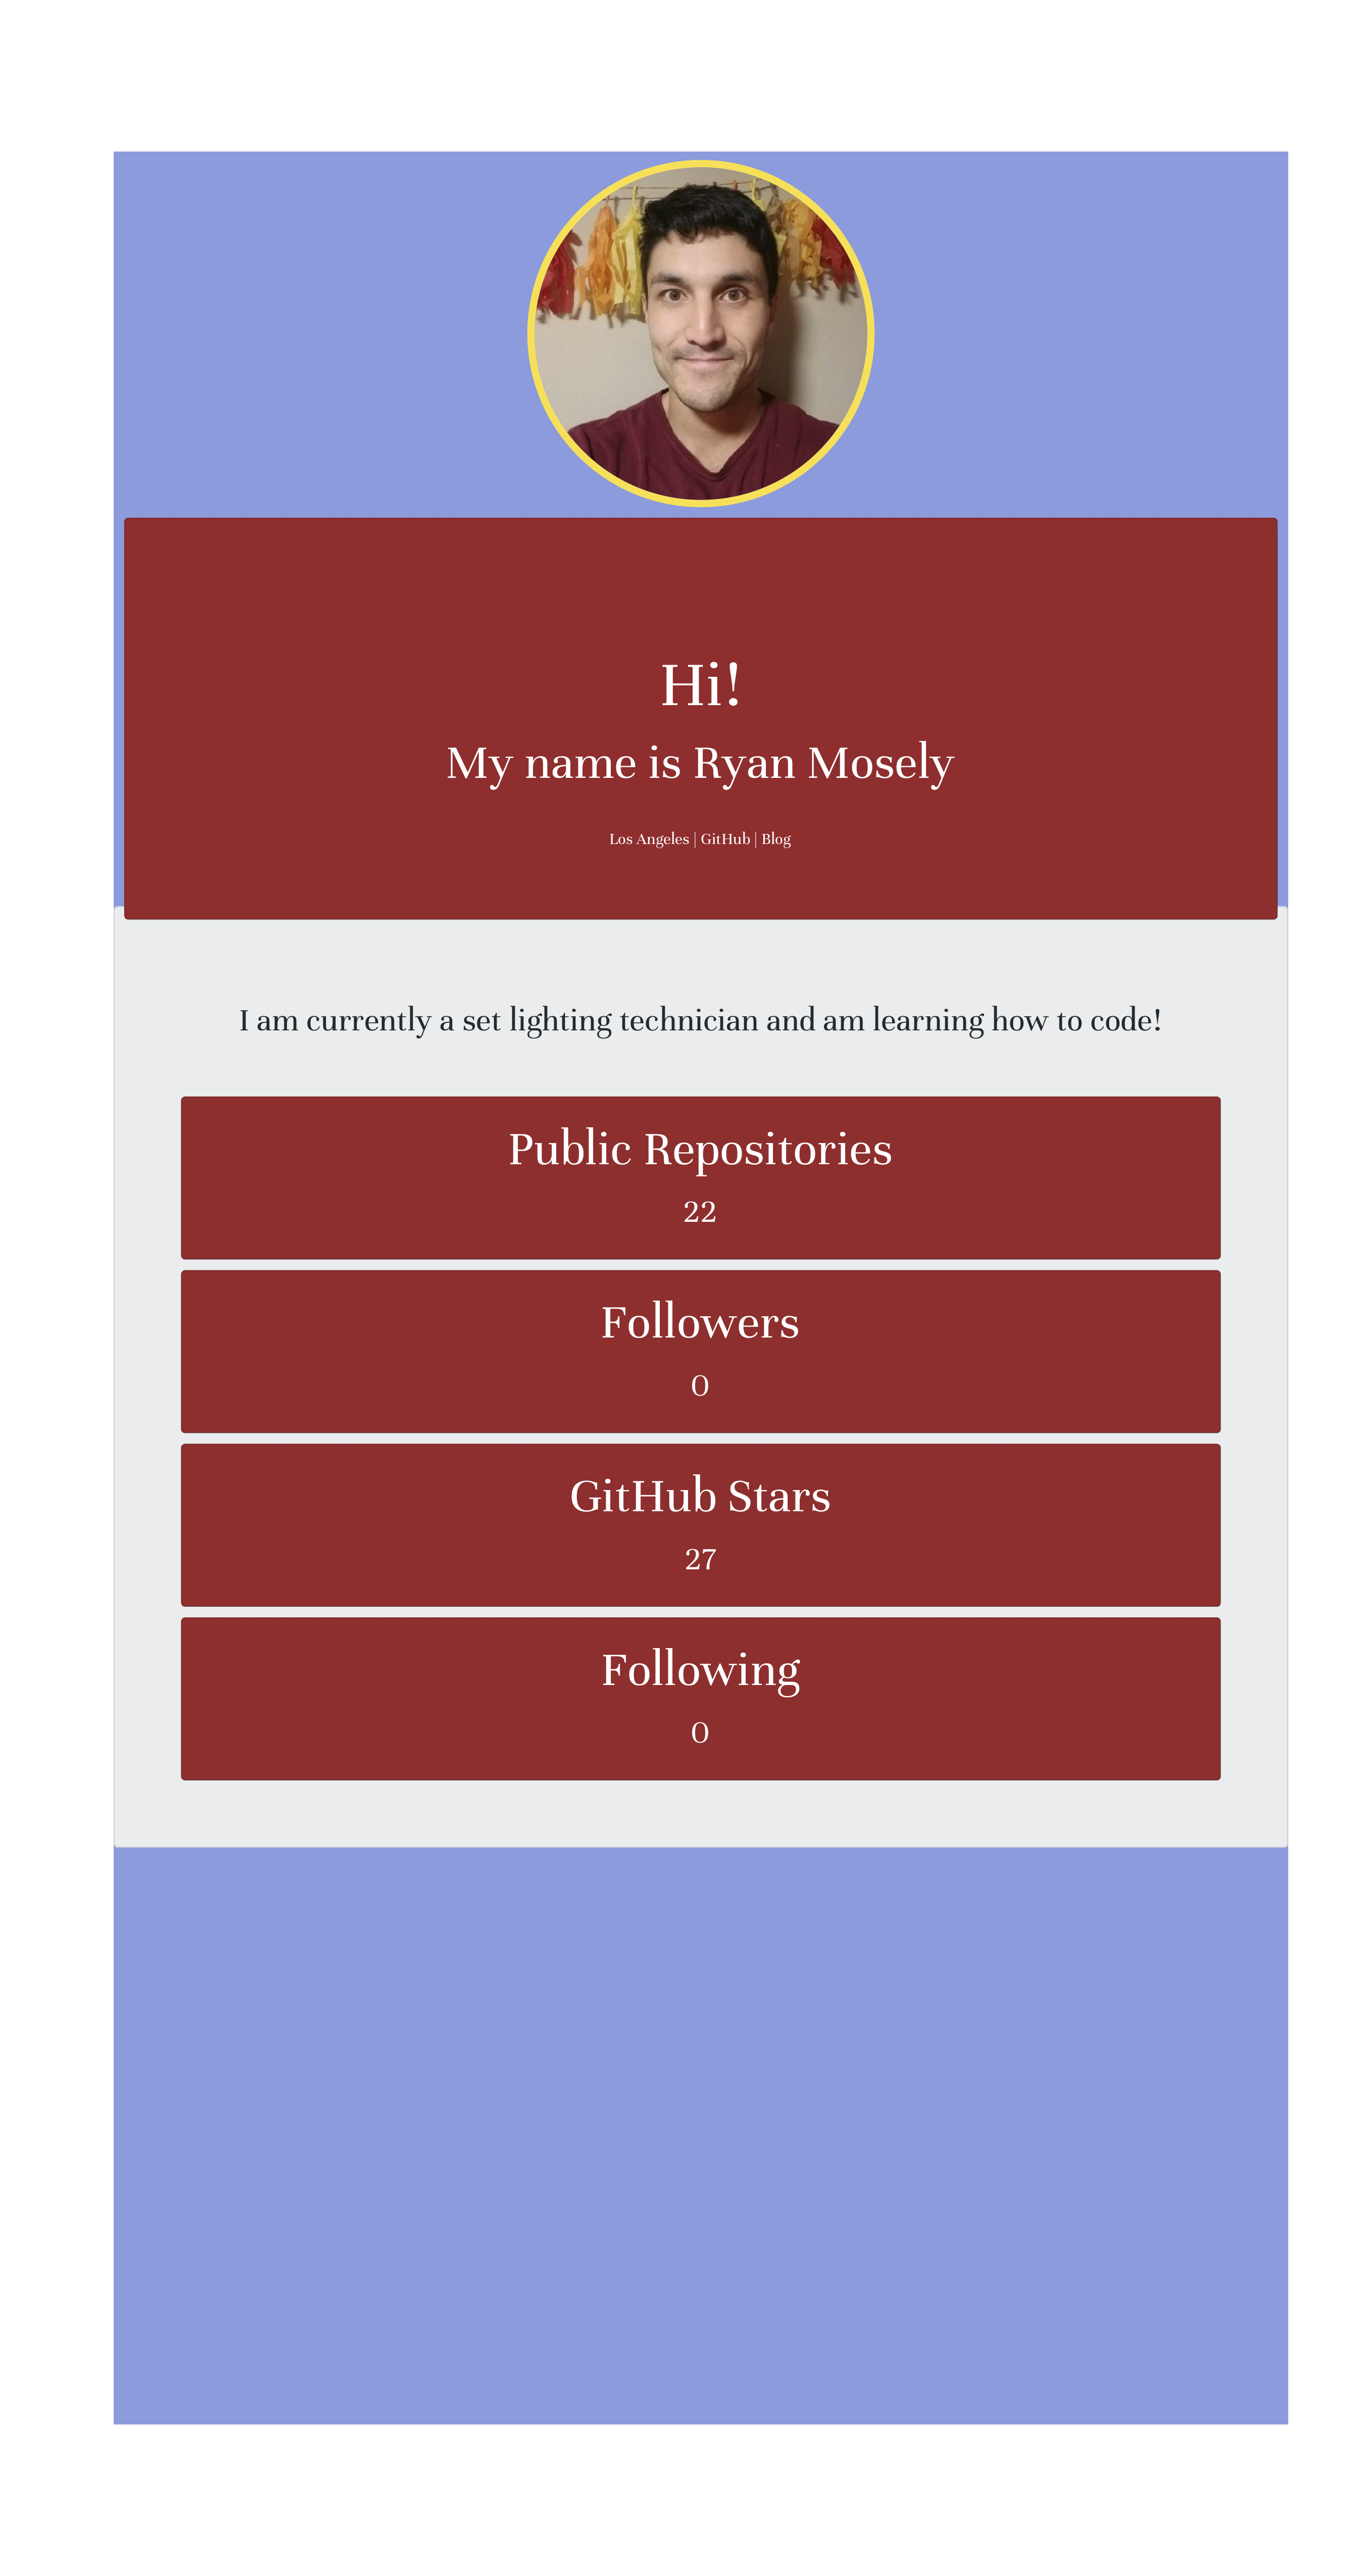 Hi!
My name is Ryan Mosely
Los Angeles | GitHub | Blog
I am currently a set lighting technician and am learning how to code!
Public Repositories
22
Followers
0
GitHub Stars
27
Following
0